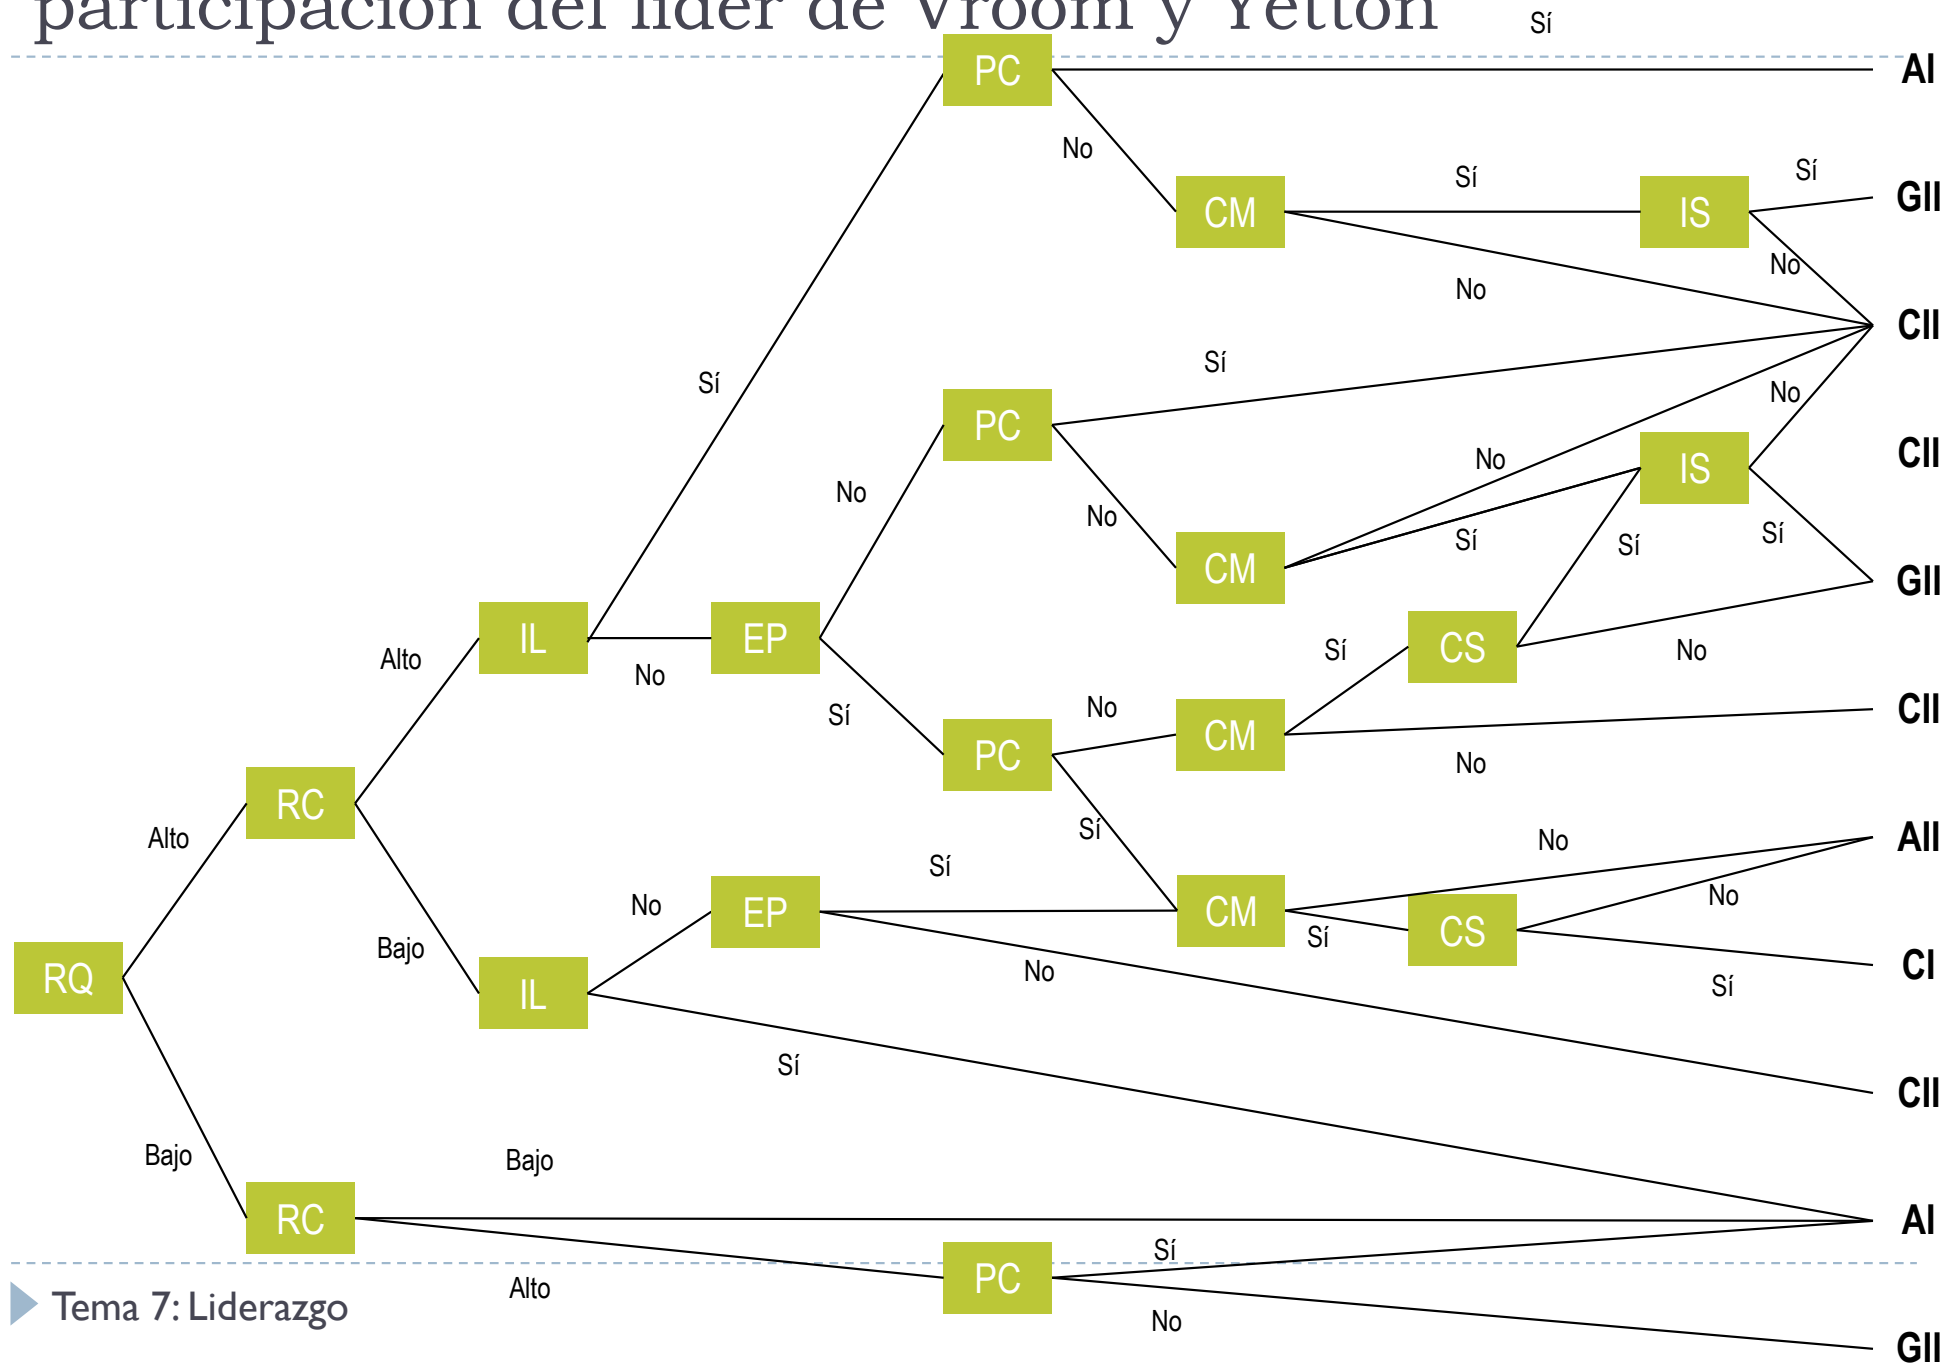 participación del líder de Vroom y Yetton
Sí
PC
AI
No
Sí
Sí
CM
IS
GII
No
No
CII
Sí
Sí
No
PC
CII
No
IS
No
No
Sí
Sí
Sí
CM
GII
IL
EP
CS
Alto
No
Sí
No
Sí
No
CM
CII
PC
No
RC
Alto
Sí
No
AII
Sí
No
No
EP
CM
CS
Bajo
Sí
RQ
No
CI
IL
Sí
Sí
CII
Bajo
Bajo
RC
AI
Sí
PC
Alto
No
Tema 7: Liderazgo
GII